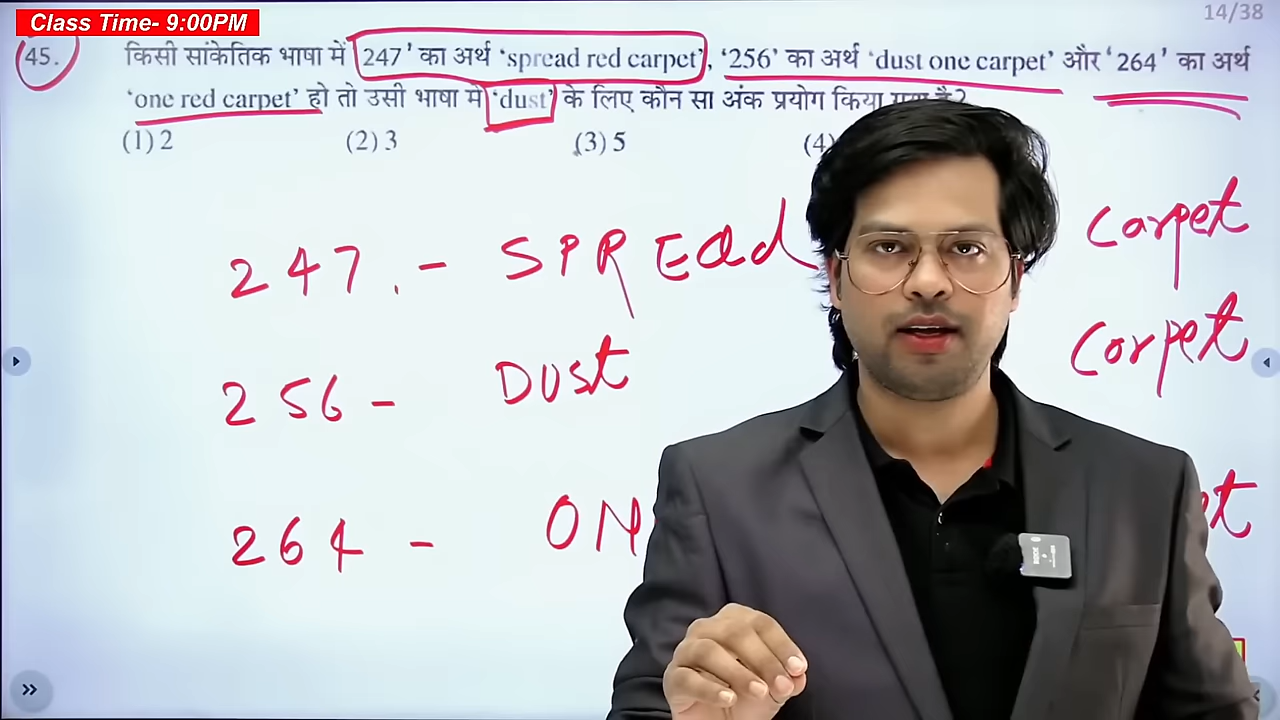 Class Time- 9:00PM
14/38
45. किसी सांकेतिक भाषा में '247' का अर्थ 'spread red carpet', '256' का अर्थ 'dust one carpet' और '264' का अर्थ
'one red carpet' हो तो उसी भाषा में 'dust' के लिए कौन सा अंक प्रयोग किया गया है?
(1) 2 (2) 3 (3) 5 (4)
247. - SPREad Carpet
256 - Dust Carpet
264 - ON